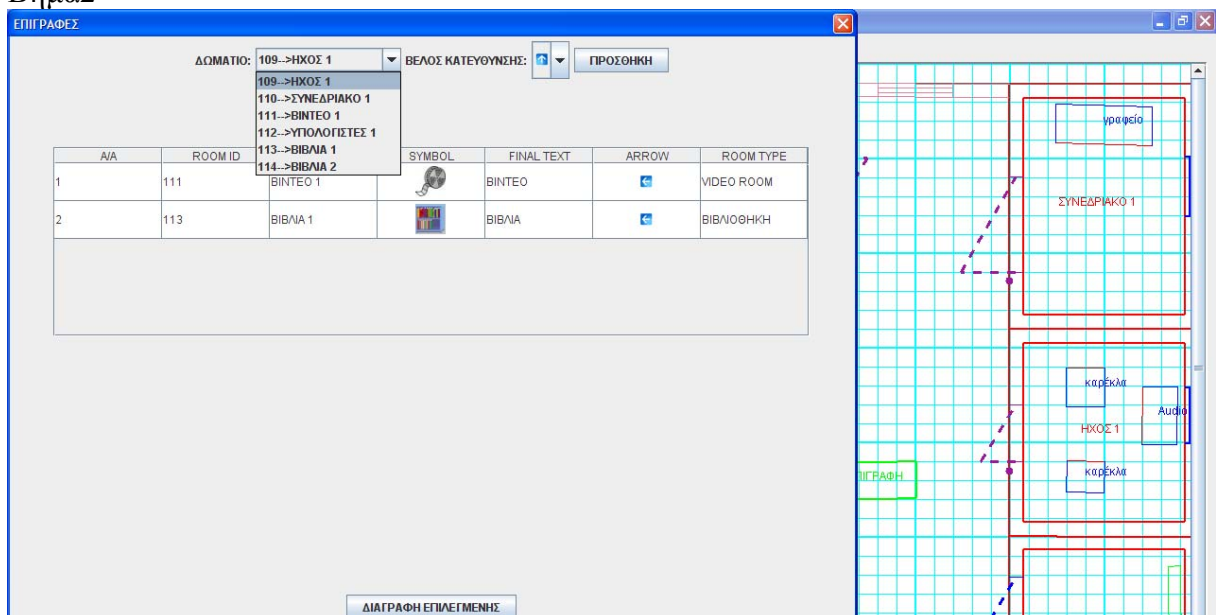 Βήμα2
ΕΠΙΓΡΑΦΕΣ
ΔΩΜΑΤΙΟ: 109-->ΗΧΟΣ 1 ΒΕΛΟΣ ΚΑΤΕΥΘΥΝΣΗΣ: ΠΡΟΣΘΗΚΗ
109-->ΗΧΟΣ 1
110-->ΣΥΝΕΔΡΙΑΚΟ 1
111-->ΒΙΝΤΕΟ 1
112-->ΥΠΟΛΟΓΙΣΤΕΣ 1
113-->ΒΙΒΛΙΑ 1
114-->ΒΙΒΛΙΑ 2
A/A ROOM ID SYMBOL FINAL TEXT ARROW ROOM TYPE
1 111 ΒΙΝΤΕΟ 1 ΒΙΝΤΕΟ VIDEO ROOM
2 113 ΒΙΒΛΙΑ 1 ΒΙΒΛΙΑ ΒΙΒΛΙΟΘΗΚΗ
ΔΙΑΓΡΑΦΗ ΕΠΙΛΕΓΜΕΝΗΣ
γραφείο
ΣΥΝΕΔΡΙΑΚΟ 1
καρέκλα
Audio
ΗΧΟΣ 1
καρέκλα